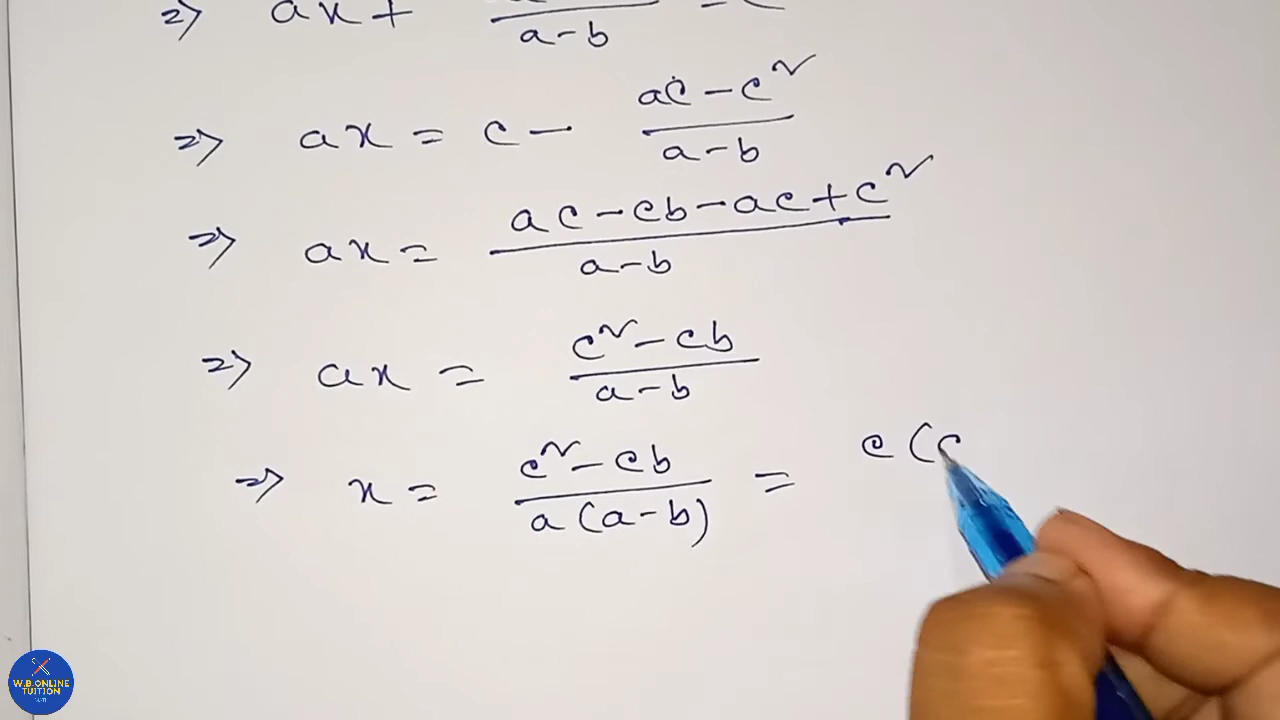 => ax + a-b
=> ax = c - ac - c² / a-b
=> ax = ac - cb - ac + c² / a-b
=> ax = c² - cb / a-b
=> x = c² - cb / a(a-b) = c(c
W.B.ONLINE
TUITION